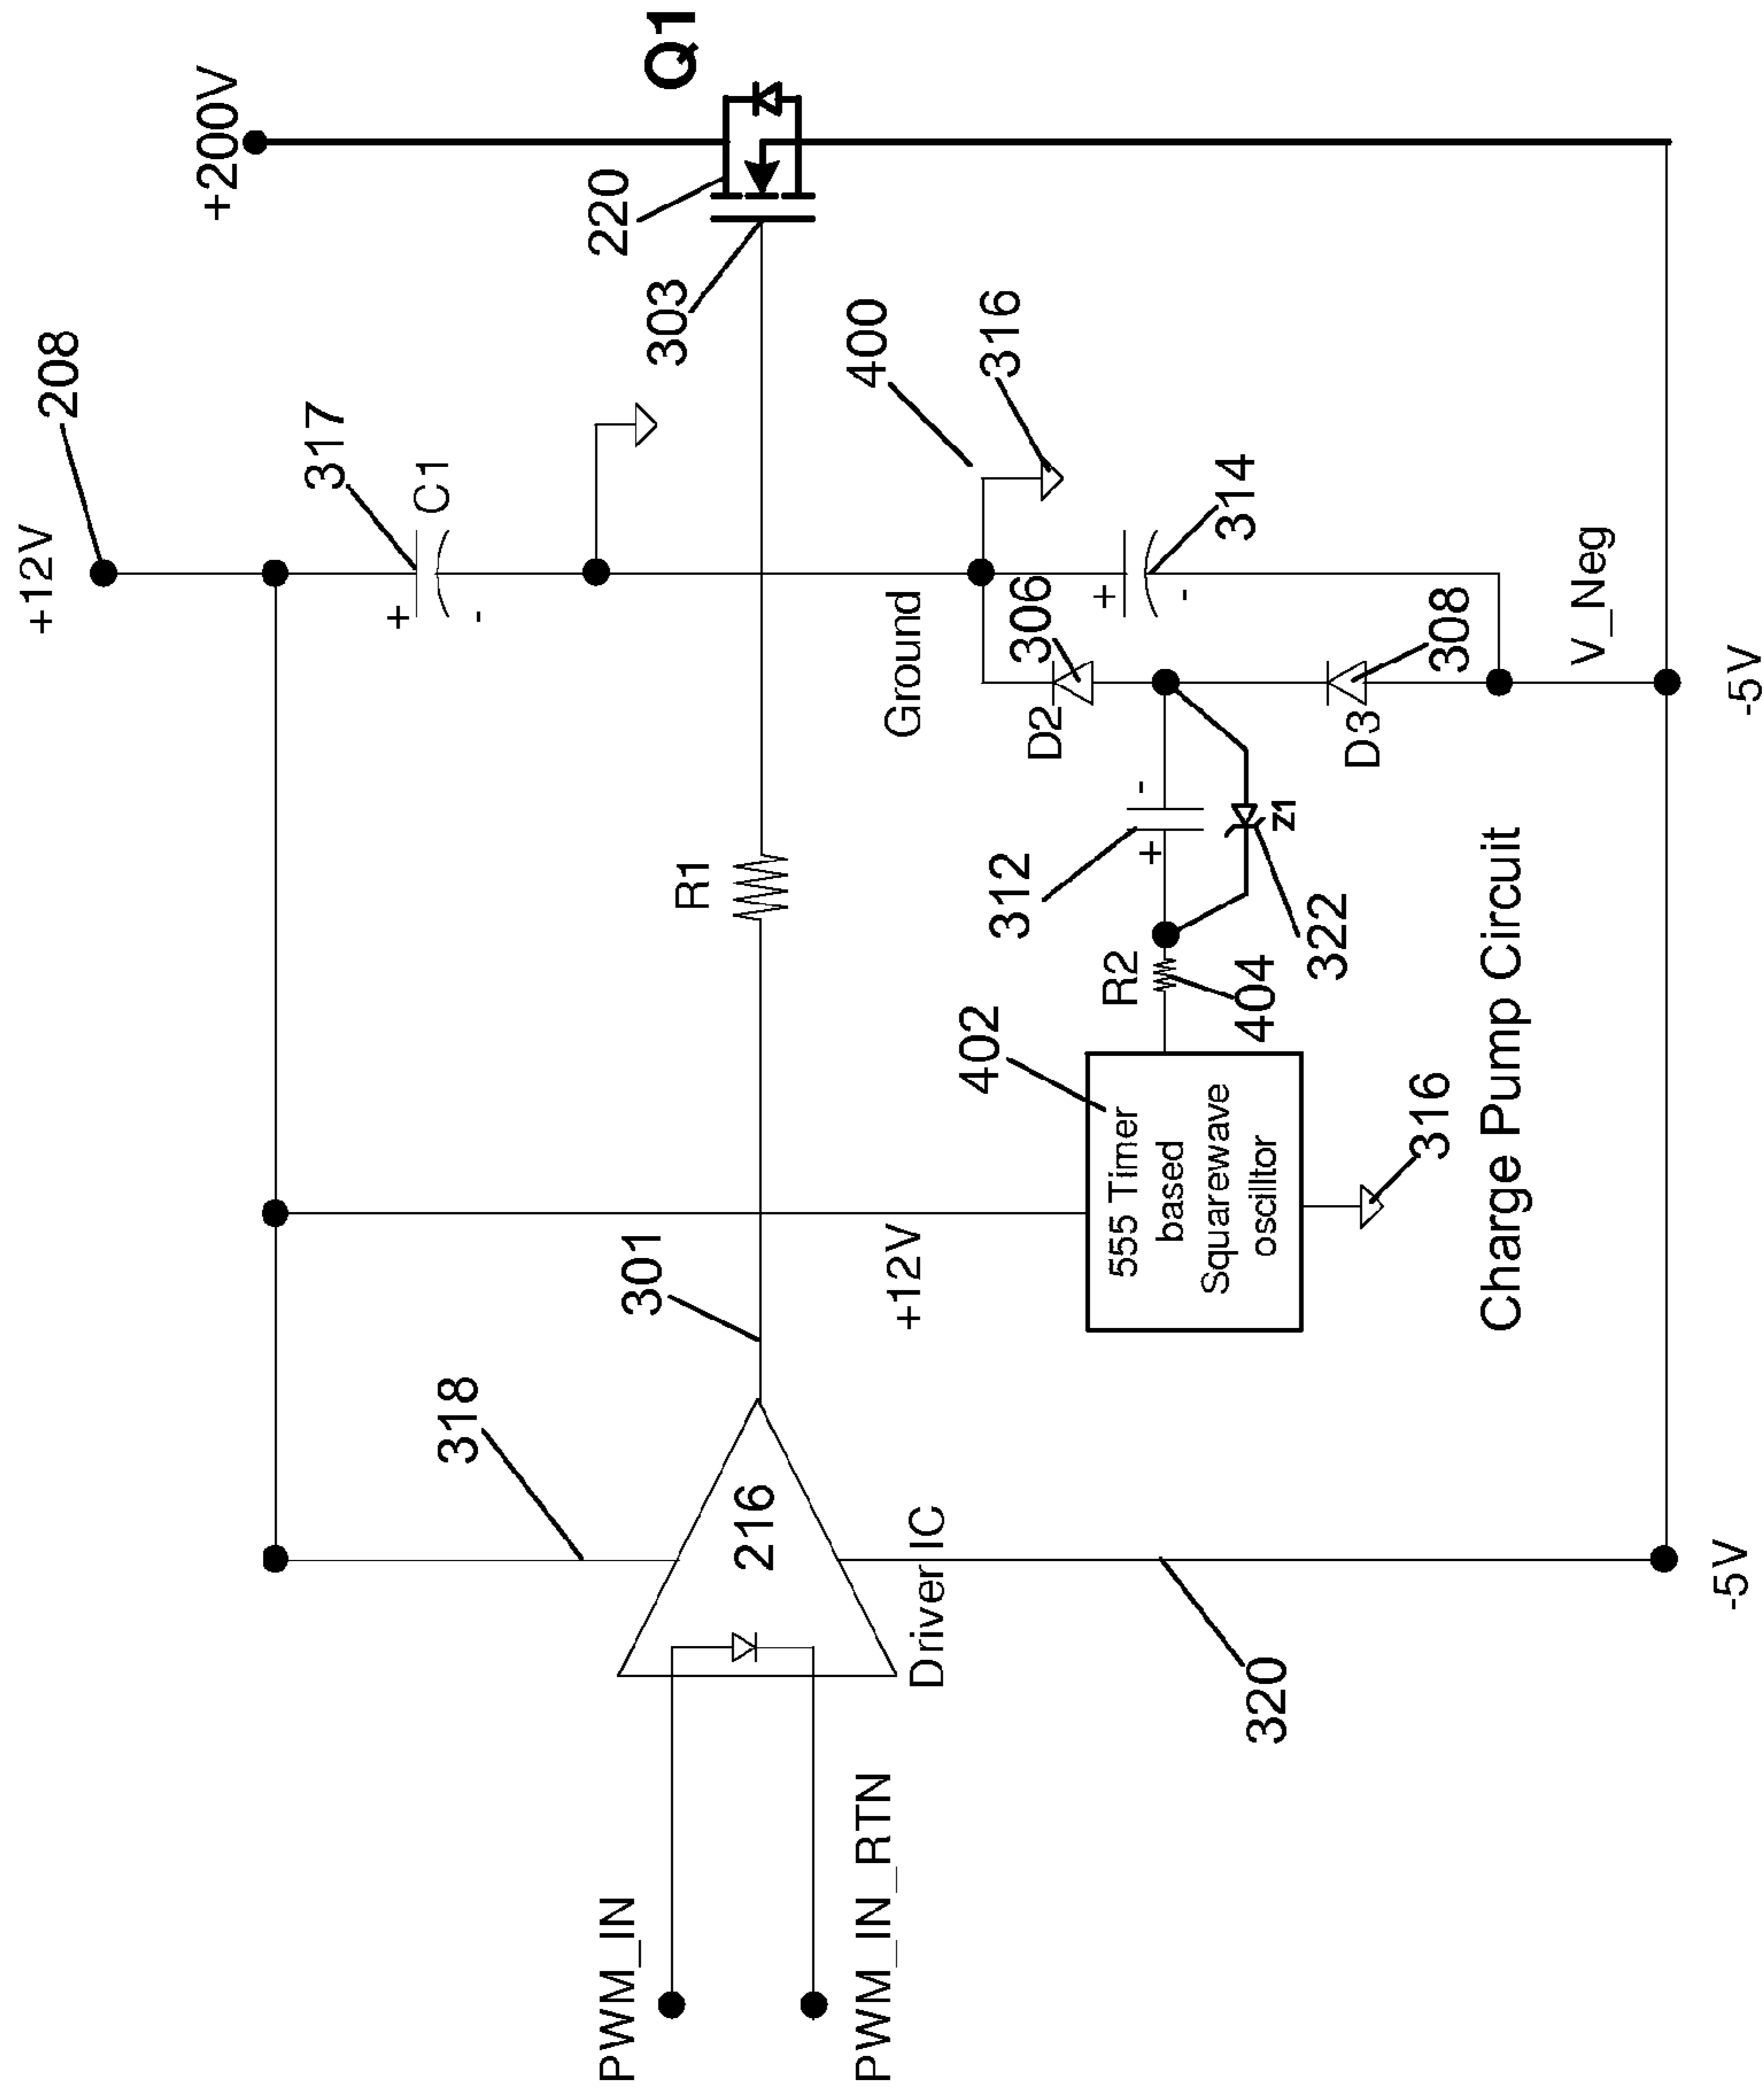 +12V
208
+200V
317
C1
+
-
220
Q1
303
318
301
R1
400
316
Ground
216
Driver IC
PWM_IN
PWM_IN_RTN
+12V
402
555 Timer
based
Squarewave
oscilltor
R2
404
312
+
-
322
Z1
D2
306
+
-
314
D3
308
V_Neg
316
Charge Pump Circuit
320
-5V
-5V